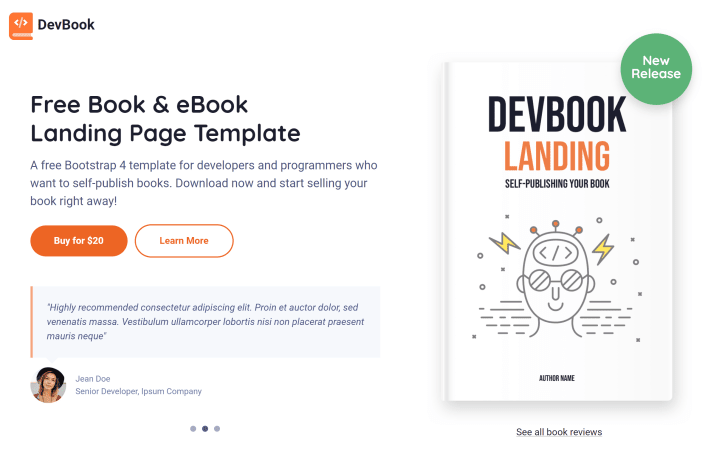 DevBook
Free Book & eBook
Landing Page Template
A free Bootstrap 4 template for developers and programmers who
want to self-publish books. Download now and start selling your
book right away!
Buy for $20
Learn More
"Highly recommended consectetur adipiscing elit. Proin et auctor dolor, sed
venenatis massa. Vestibulum ullamcorper lobortis nisi non placerat praesent
mauris neque"
Jean Doe
Senior Developer, Ipsum Company
New
Release
DEVBOOK
LANDING
SELF-PUBLISHING YOUR BOOK
</>
AUTHOR NAME
See all book reviews